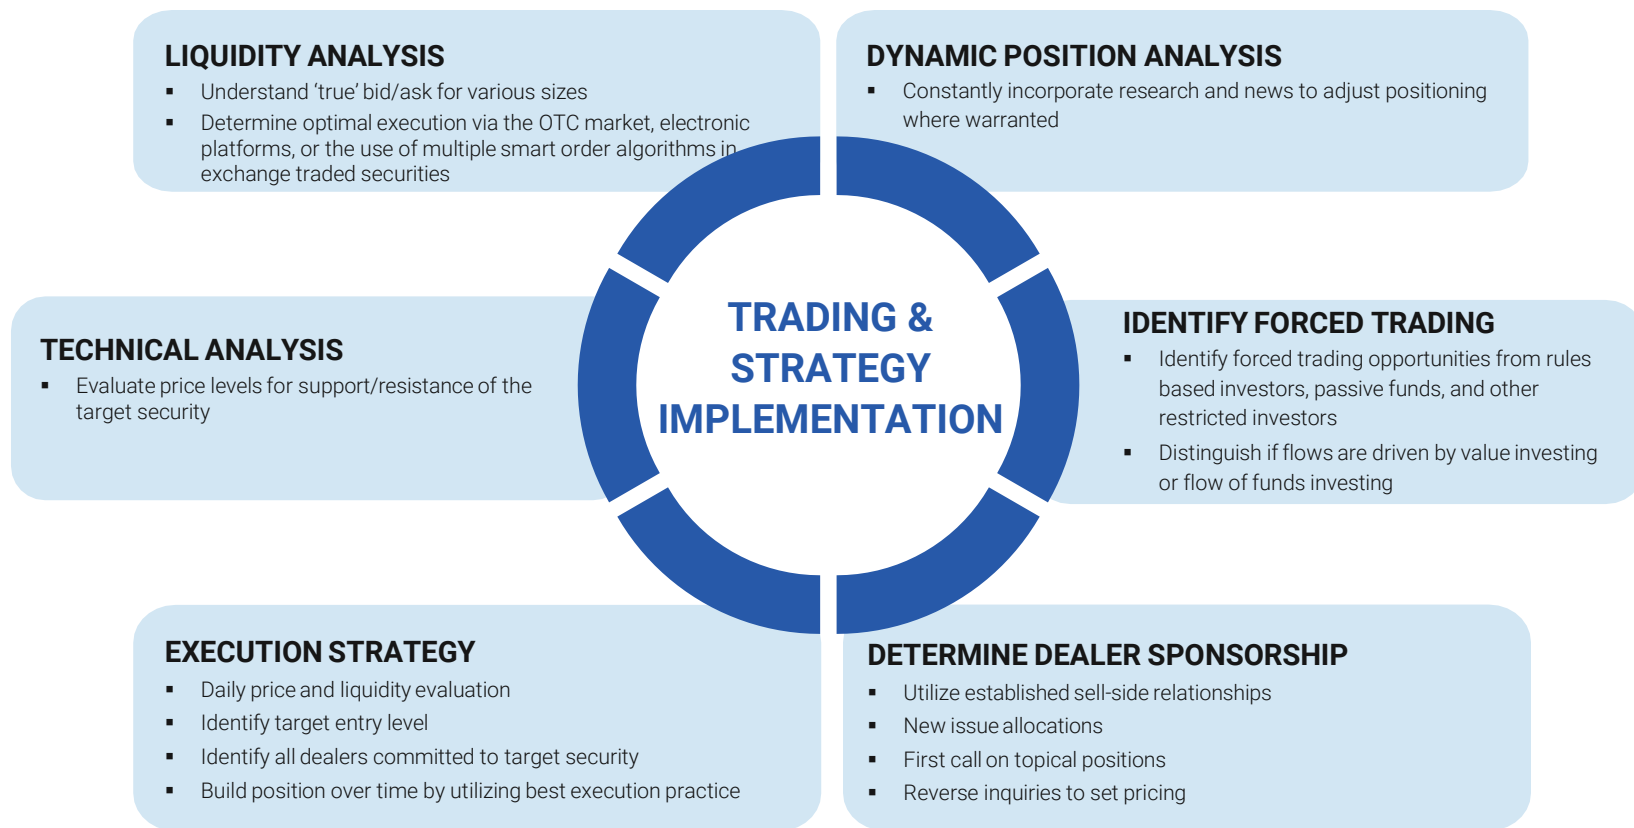 LIQUIDITY ANALYSIS
▪ Understand ‘true’ bid/ask for various sizes
▪ Determine optimal execution via the OTC market, electronic
platforms, or the use of multiple smart order algorithms in
exchange traded securities
DYNAMIC POSITION ANALYSIS
▪ Constantly incorporate research and news to adjust positioning
where warranted
TECHNICAL ANALYSIS
▪ Evaluate price levels for support/resistance of the
target security
TRADING &
STRATEGY
IMPLEMENTATION
IDENTIFY FORCED TRADING
▪ Identify forced trading opportunities from rules
based investors, passive funds, and other
restricted investors
▪ Distinguish if flows are driven by value investing
or flow of funds investing
EXECUTION STRATEGY
▪ Daily price and liquidity evaluation
▪ Identify target entry level
▪ Identify all dealers committed to target security
▪ Build position over time by utilizing best execution practice
DETERMINE DEALER SPONSORSHIP
▪ Utilize established sell-side relationships
▪ New issue allocations
▪ First call on topical positions
▪ Reverse inquiries to set pricing